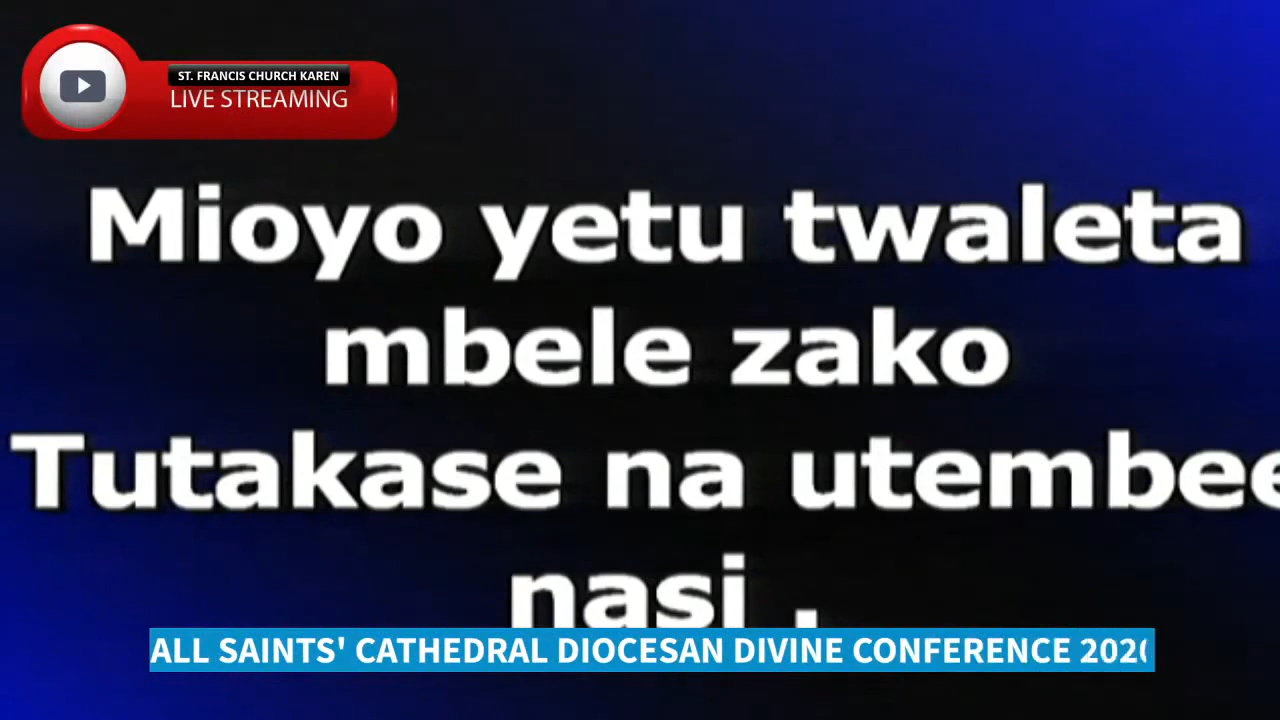 ST. FRANCIS CHURCH KAREN
LIVE STREAMING
Mioyo yetu twaleta
mbele zako
Tutakase na utembee
nasi .
ALL SAINTS' CATHEDRAL DIOCESAN DIVINE CONFERENCE 2020